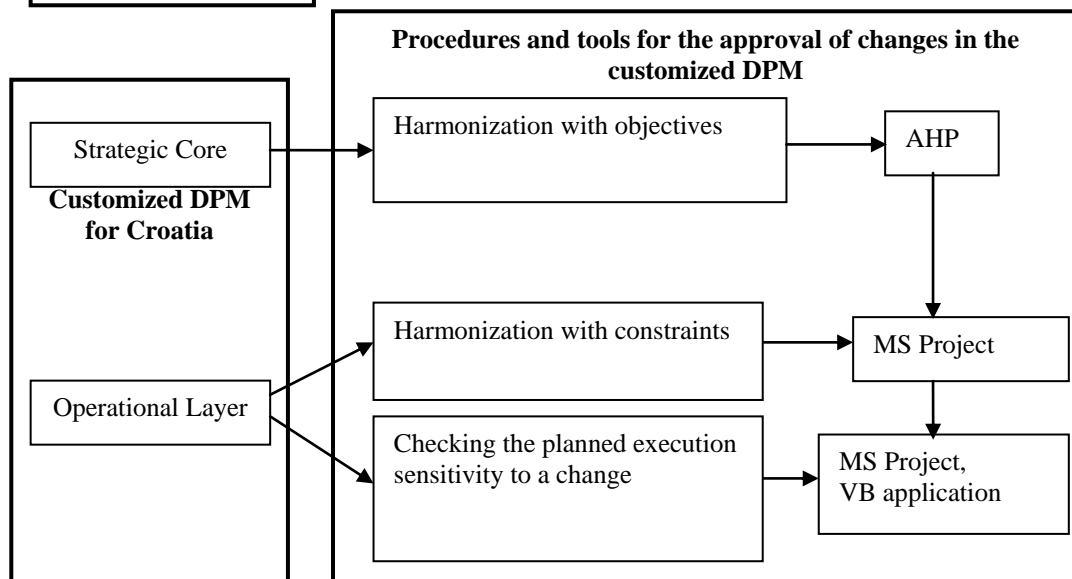 Procedures and tools for the approval of changes in the
customized DPM
Strategic Core
Customized DPM
for Croatia
Harmonization with objectives
AHP
Harmonization with constraints
MS Project
Operational Layer
Checking the planned execution
sensitivity to a change
MS Project,
VB application